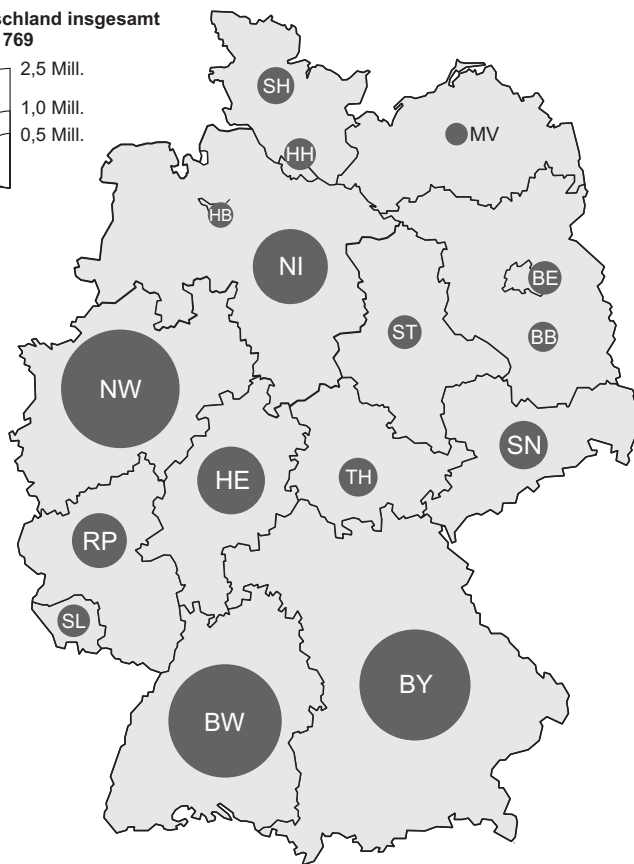 schland insgesamt
769
2,5 Mill.
1,0 Mill.
0,5 Mill.
SH
MV
HH
HB
NI
BE
ST
BB
NW
SN
HE
TH
RP
SL
BY
BW